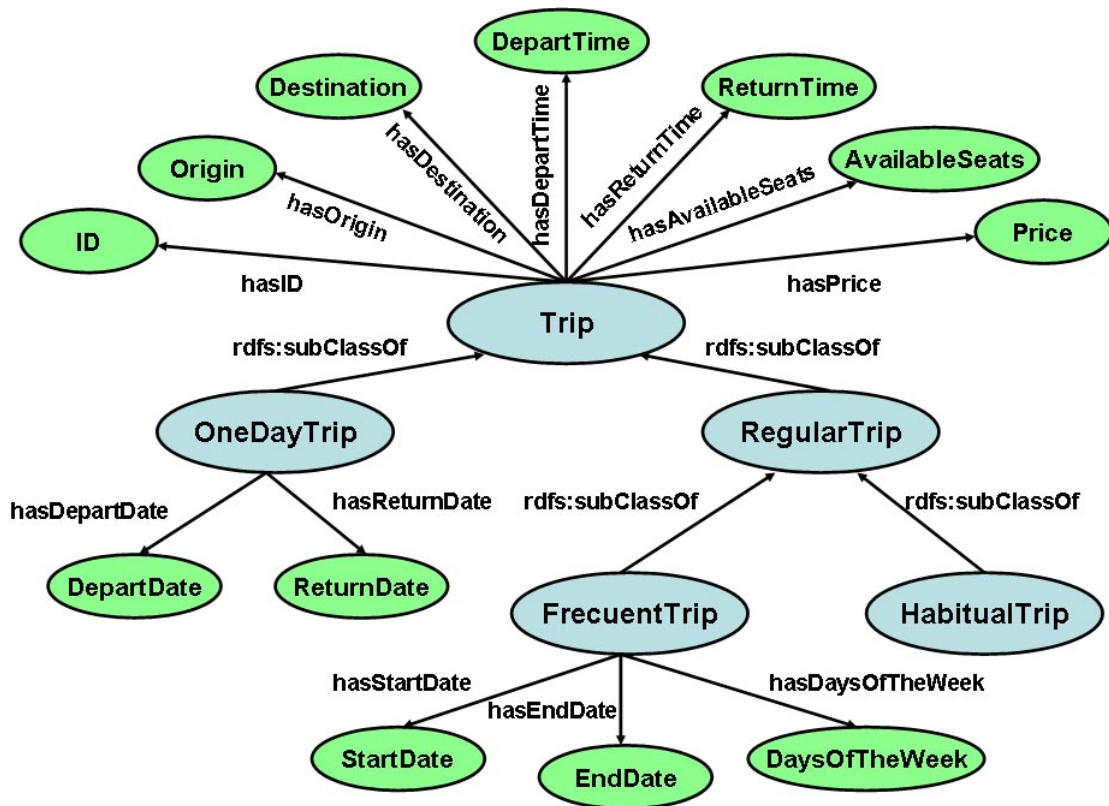 DepartTime
Destination
ReturnTime
hasDepartTime
hasDestination
hasReturnTime
Origin
AvailableSeats
hasOrigin
hasAvailableSeats
ID
Price
hasID
hasPrice
Trip
rdfs:subClassOf
rdfs:subClassOf
OneDayTrip
RegularTrip
hasDepartDate
hasReturnDate
rdfs:subClassOf
rdfs:subClassOf
DepartDate
ReturnDate
FrecuentTrip
HabitualTrip
hasStartDate
hasEndDate
hasDaysOfTheWeek
StartDate
EndDate
DaysOfTheWeek